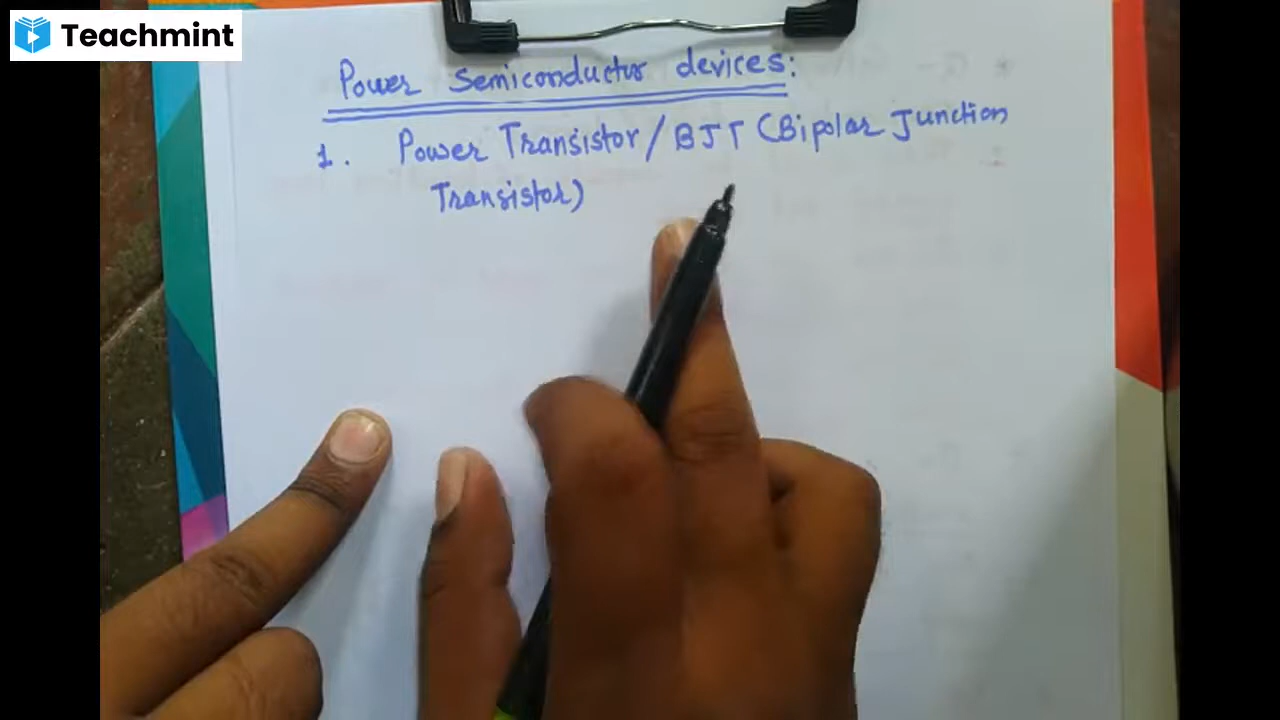 Teachmint
Power Semiconductor devices:
1. Power Transistor/BJT (Bipolar Junction
Transistor)